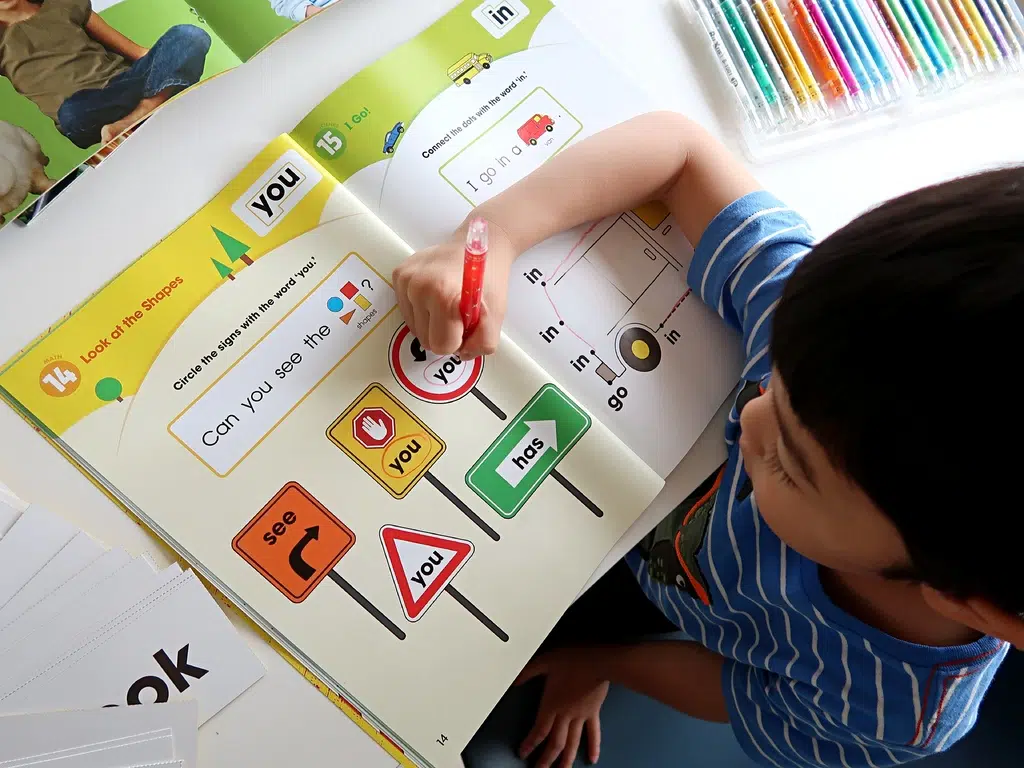 you
MATH
14 Look at the Shapes
Circle the signs with the word 'you.'
Can you see the
shapes
?
you
you
has
see
you
14
in
15 I Go!
Connect the dots with the word 'in.'
I go in a
van
in
in
in
in
go
ok